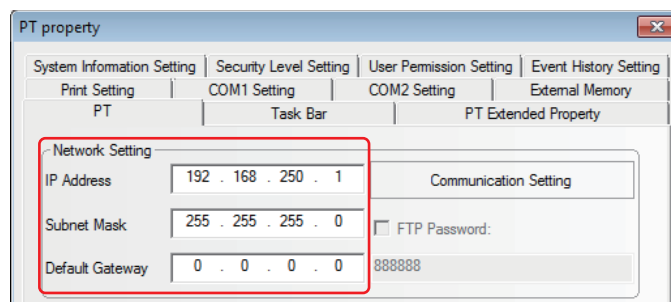 PT property
System Information Setting Security Level Setting User Permission Setting Event History Setting
Print Setting COM1 Setting COM2 Setting External Memory
PT Task Bar PT Extended Property
Network Setting
IP Address 192 . 168 . 250 . 1 Communication Setting
Subnet Mask 255 . 255 . 255 . 0 FTP Password:
Default Gateway 0 . 0 . 0 . 0 888888